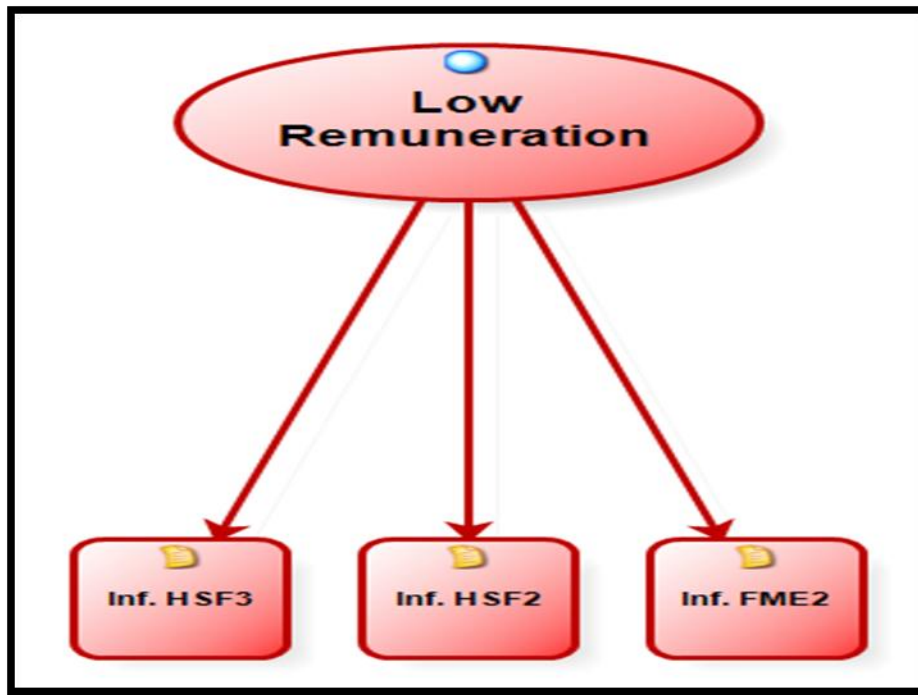 Low
Remuneration
Inf. HSF3
Inf. HSF2
Inf. FME2